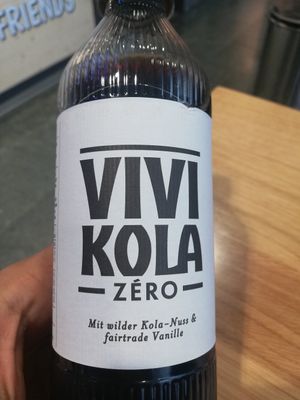 FRIENDS
VIVI
KOLA
ZÉRO
Mit wilder Kola-Nuss &
fairtrade Vanille